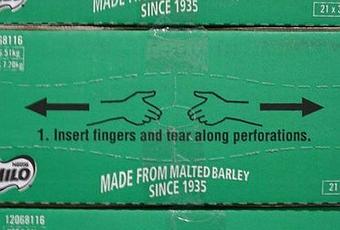 MADE FROM MALTED BARLEY
SINCE 1935
21 x
1. Insert fingers and tear along perforations.
Nestlé
MILO
MADE FROM MALTED BARLEY
SINCE 1935
21
12068116